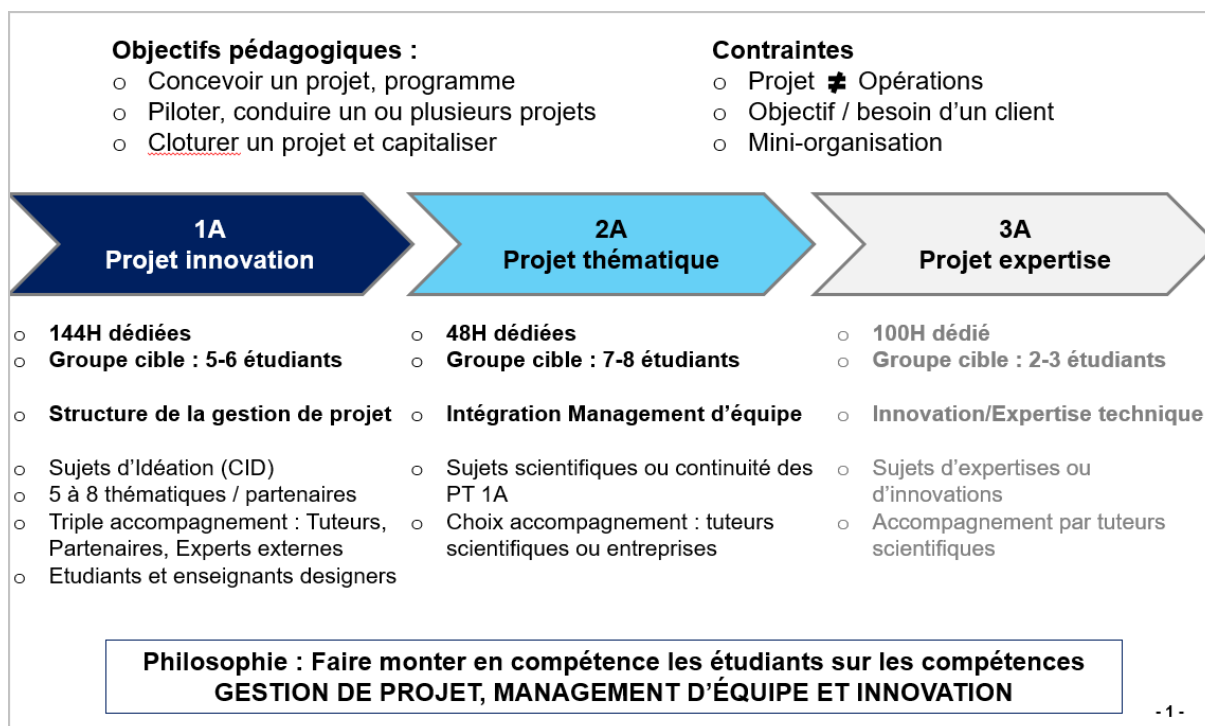 Objectifs pédagogiques :
o Concevoir un projet, programme
o Piloter, conduire un ou plusieurs projets
o Cloturer un projet et capitaliser
Contraintes
o Projet ≠ Opérations
o Objectif / besoin d'un client
o Mini-organisation
1A
Projet innovation
2A
Projet thématique
3A
Projet expertise
o 144H dédiées
o Groupe cible : 5-6 étudiants
o Structure de la gestion de projet
o Sujets d'Idéation (CID)
o 5 à 8 thématiques / partenaires
o Triple accompagnement : Tuteurs,
Partenaires, Experts externes
o Etudiants et enseignants designers
o 48H dédiées
o Groupe cible : 7-8 étudiants
o Intégration Management d'équipe
o Sujets scientifiques ou continuité des
PT 1A
o Choix accompagnement : tuteurs
scientifiques ou entreprises
o 100H dédié
o Groupe cible : 2-3 étudiants
o Innovation/Expertise technique
o Sujets d'expertises ou
d'innovations
o Accompagnement par tuteurs
scientifiques
Philosophie : Faire monter en compétence les étudiants sur les compétences
GESTION DE PROJET, MANAGEMENT D'ÉQUIPE ET INNOVATION
- 1 -